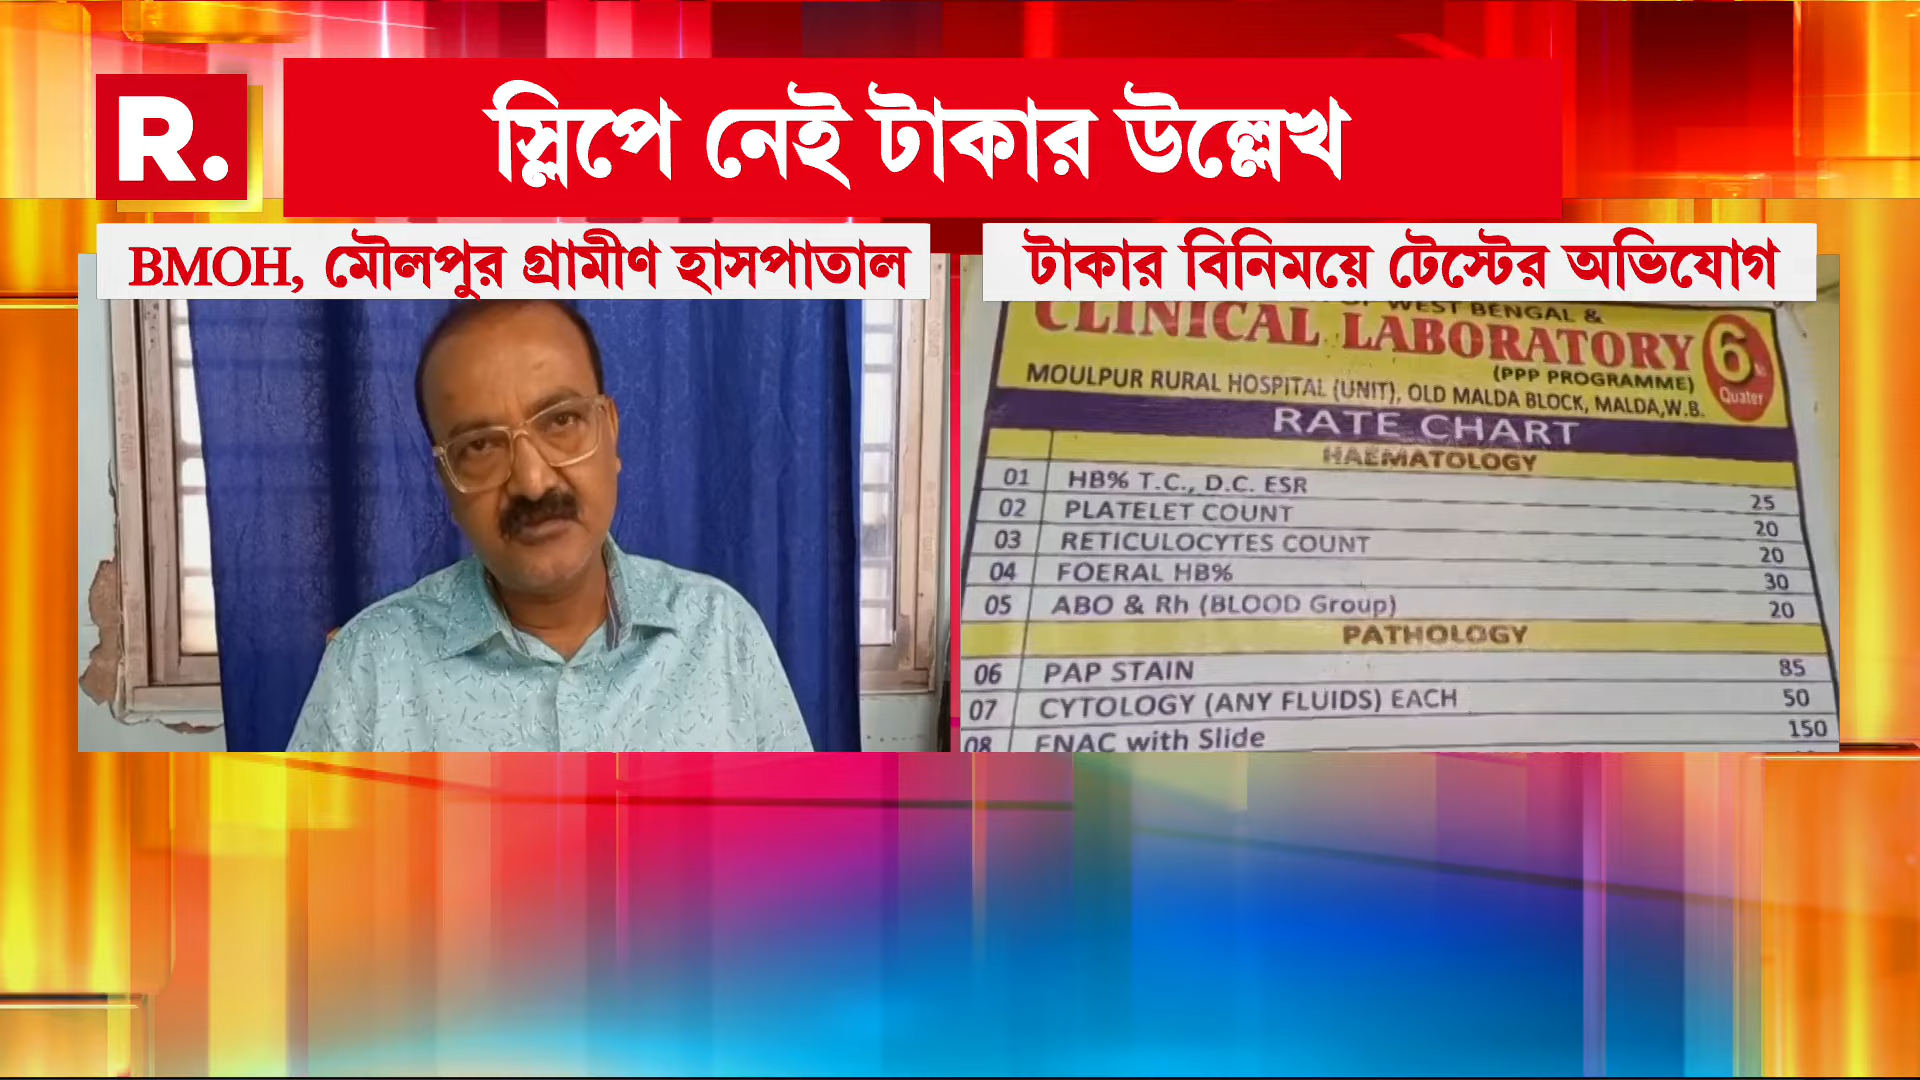 R.
স্লিপে নেই টাকার উল্লেখ
BMOH, মৌলপুর গ্রামীণ হাসপাতাল
টাকার বিনিময়ে টেস্টের অভিযোগ
OF WEST BENGAL &
CLINICAL LABORATORY
(PPP PROGRAMME)
6
Quater
MOULPUR RURAL HOSPITAL (UNIT), OLD MALDA BLOCK, MALDA,W.B.
RATE CHART
HAEMATOLOGY
01 HB% T.C., D.C. ESR 25
02 PLATELET COUNT 20
03 RETICULOCYTES COUNT 20
04 FOERAL HB% 30
05 ABO & Rh (BLOOD Group) 20
PATHOLOGY
06 PAP STAIN 85
07 CYTOLOGY (ANY FLUIDS) EACH 50
08 FNAC with Slide 150